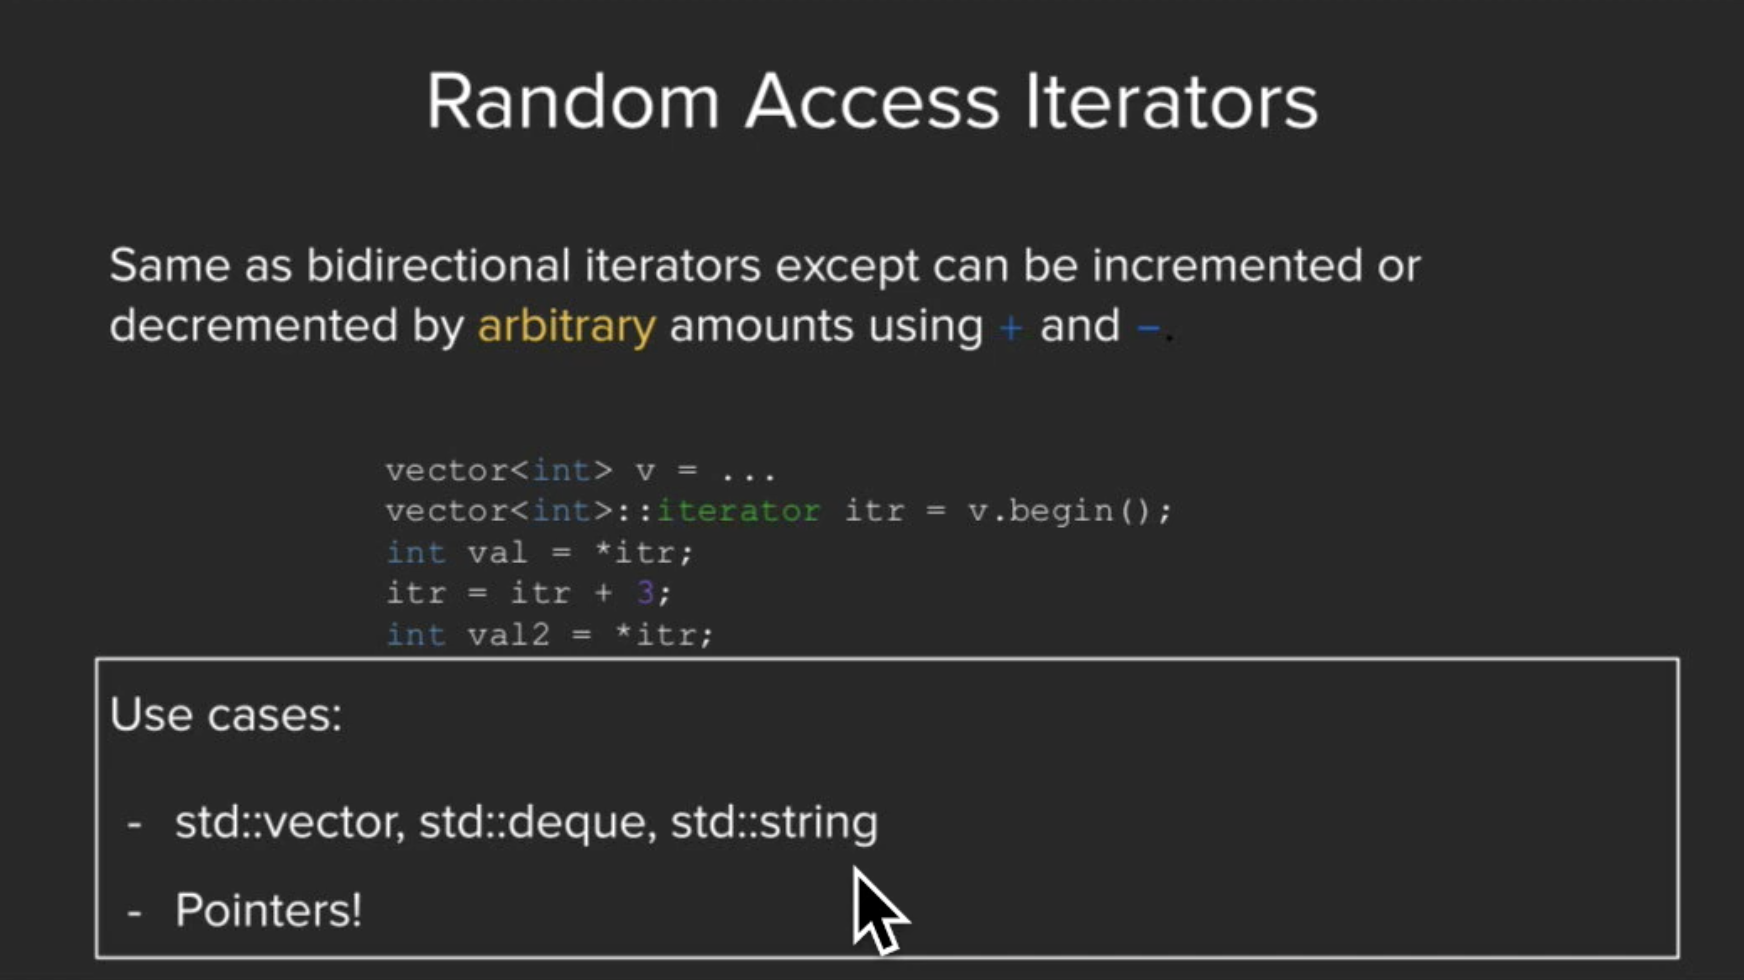 Random Access Iterators
Same as bidirectional iterators except can be incremented or
decremented by arbitrary amounts using + and -.
vector<int> v = ...
vector<int>::iterator itr = v.begin();
int val = *itr;
itr = itr + 3;
int val2 = *itr;
Use cases:
- std::vector, std::deque, std::string
- Pointers!